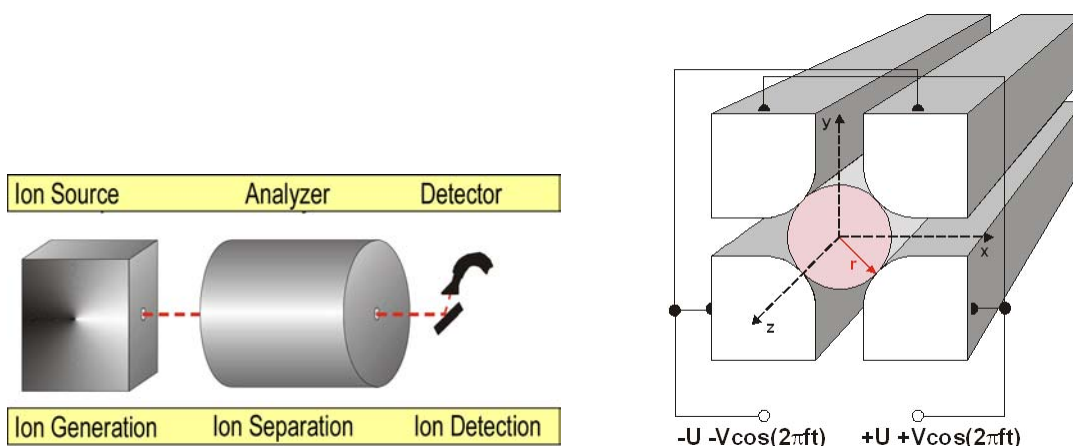 Ion Source Analyzer Detector
Ion Generation Ion Separation Ion Detection
y
x
r
z
-U -Vcos(2πft) +U +Vcos(2πft)